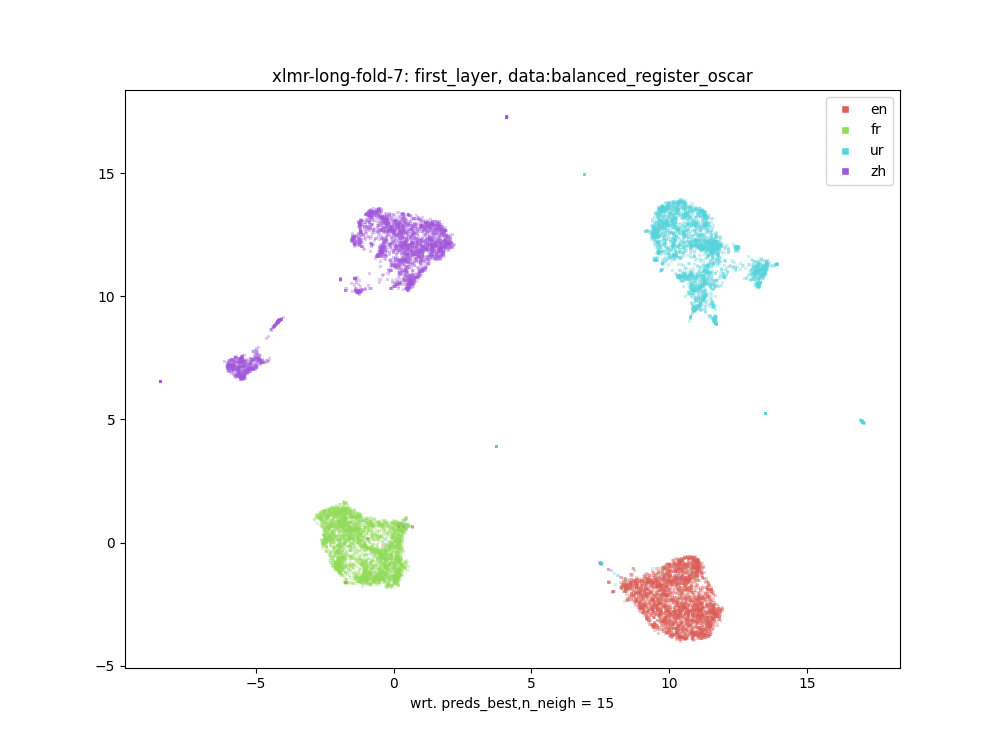 xlmr-long-fold-7: first_layer, data:balanced_register_oscar
en
fr
ur
zh
15
10
5
0
−5
−5
0
5
10
15
wrt. preds_best,n_neigh = 15